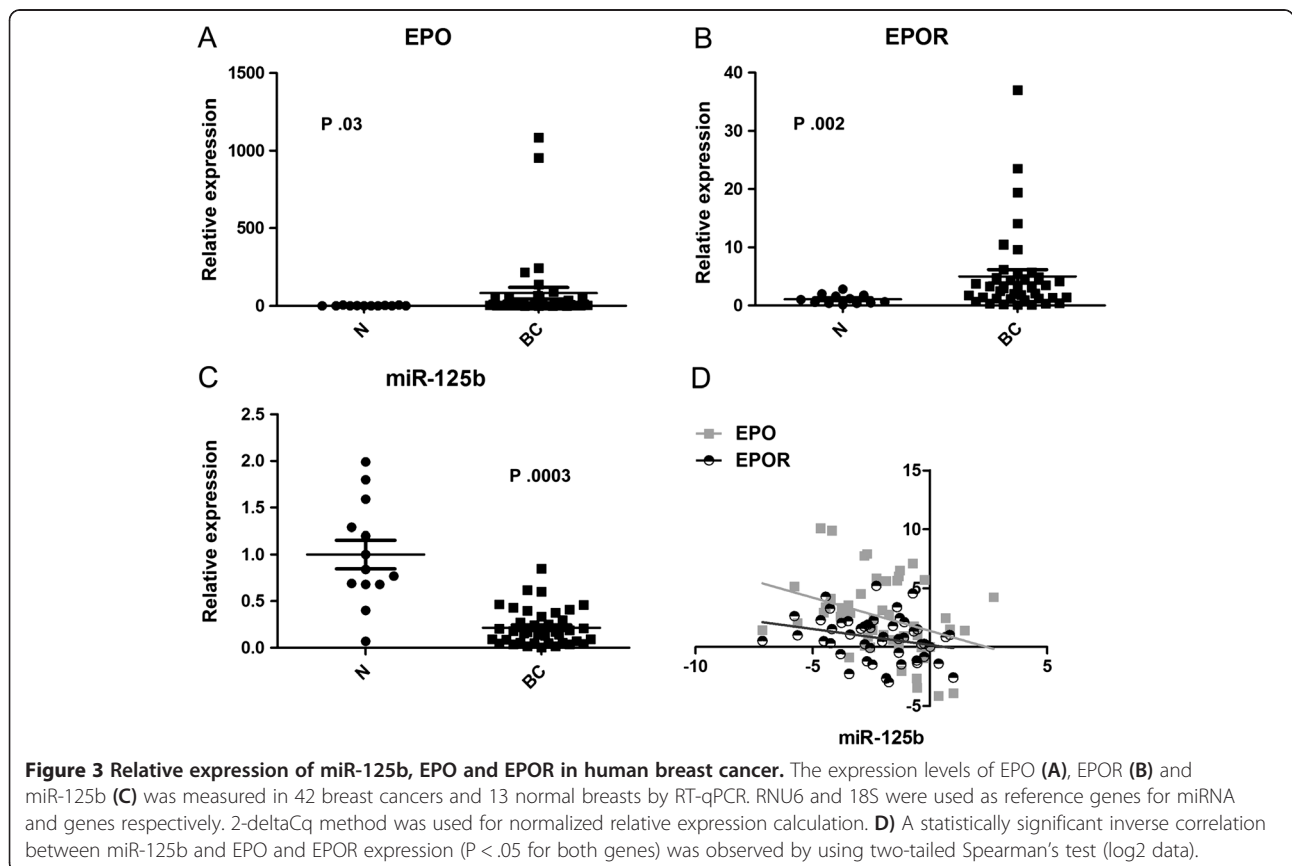 A
EPO
Relative expression
1500
1000
500
0
P .03
N
BC
B
EPOR
Relative expression
40
30
20
10
0
P .002
N
BC
C
miR-125b
Relative expression
2.5
2.0
1.5
1.0
0.5
0.0
P .0003
N
BC
D
EPO
EPOR
15
10
5
-5
-10
-5
5
miR-125b
Figure 3 Relative expression of miR-125b, EPO and EPOR in human breast cancer. The expression levels of EPO (A), EPOR (B) and
miR-125b (C) was measured in 42 breast cancers and 13 normal breasts by RT-qPCR. RNU6 and 18S were used as reference genes for miRNA
and genes respectively. 2-deltaCq method was used for normalized relative expression calculation. D) A statistically significant inverse correlation
between miR-125b and EPO and EPOR expression (P < .05 for both genes) was observed by using two-tailed Spearman's test (log2 data).